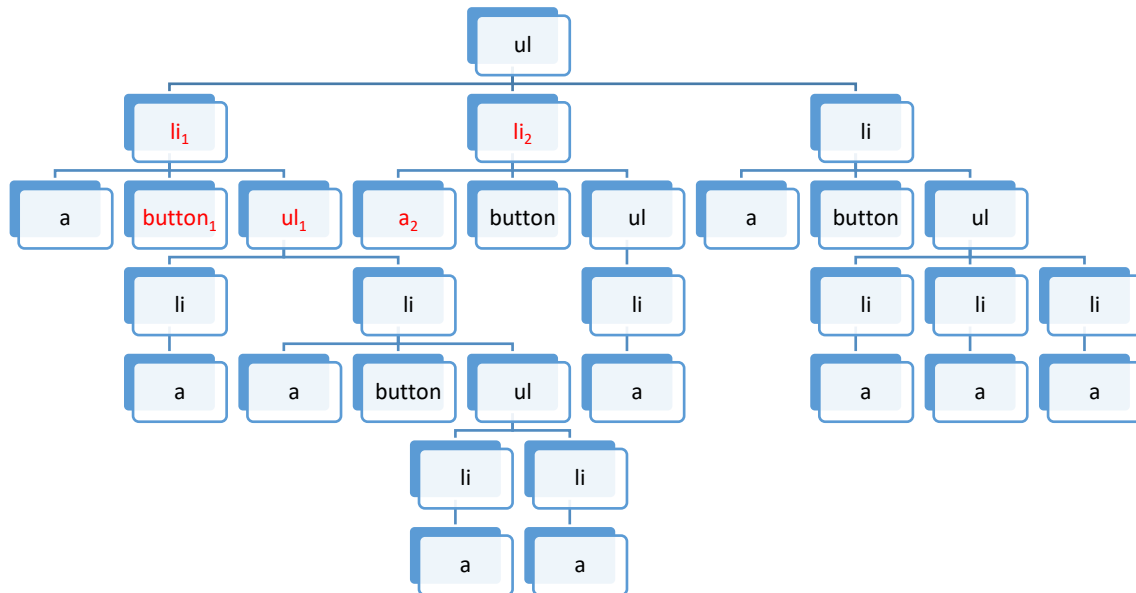 ul
li₁ li₂ li
a button₁ ul₁ a₂ button ul a button ul
li li li li li li
a a button ul a a a a
li li
a a